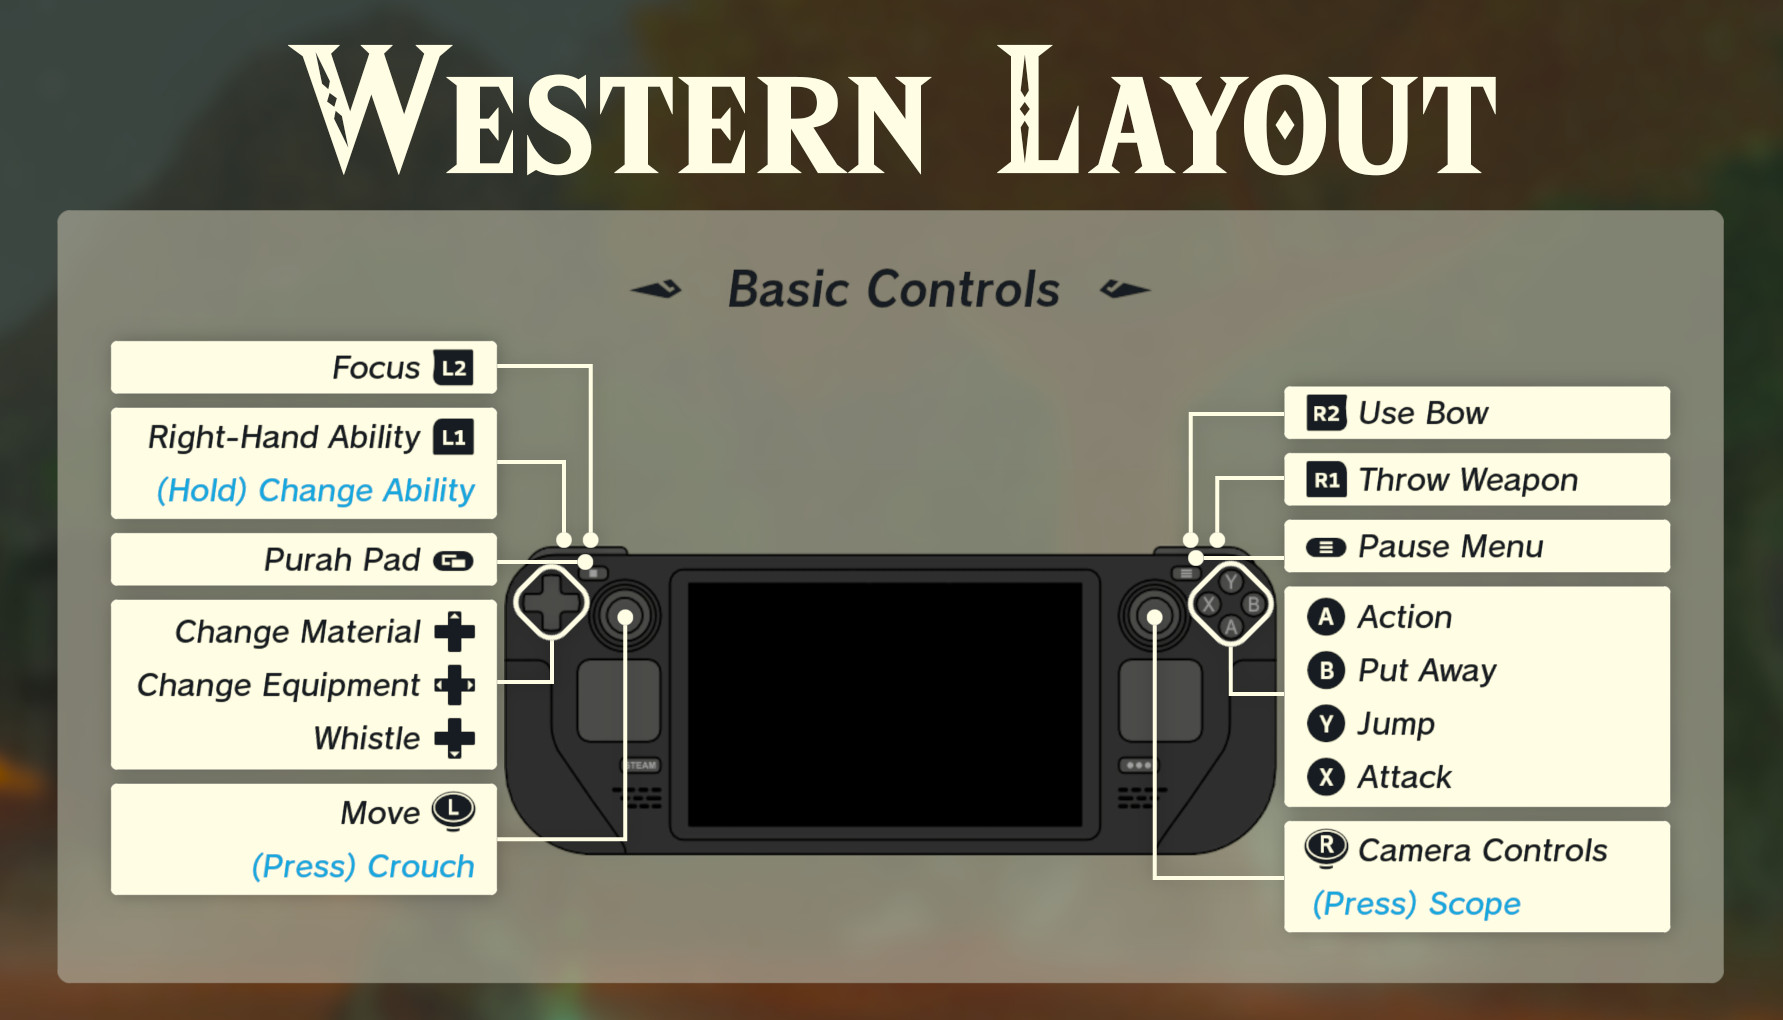 Western Layout
Basic Controls
Focus L2
Right-Hand Ability L1
(Hold) Change Ability
Purah Pad
Change Material
Change Equipment
Whistle
Move L
(Press) Crouch
STEAM
Y
X B
A
R2 Use Bow
R1 Throw Weapon
Pause Menu
A Action
B Put Away
Y Jump
X Attack
R Camera Controls
(Press) Scope